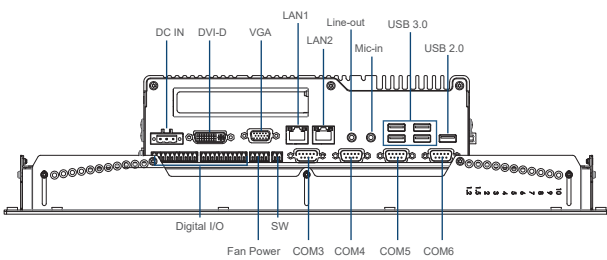 LAN1
Line-out
USB 3.0
DC IN
DVI-D
VGA
LAN2
Mic-in
USB 2.0
Digital I/O
SW
Fan Power
COM3
COM4
COM5
COM6